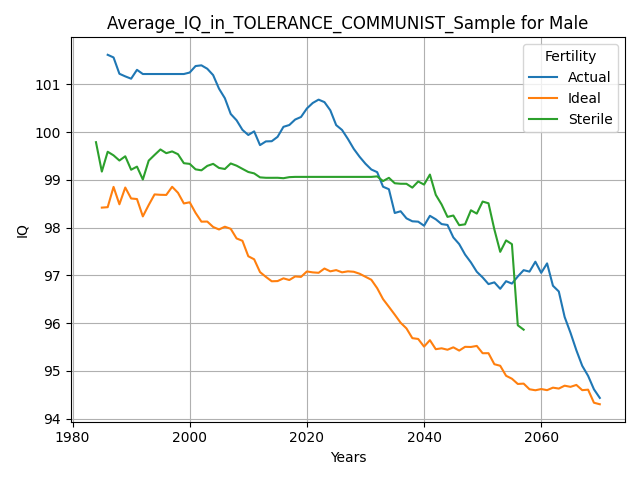 Average_IQ_in_TOLERANCE_COMMUNIST_Sample for Male
Fertility
Actual
Ideal
Sterile
IQ
101
100
99
98
97
96
95
94
1980
2000
2020
2040
2060
Years